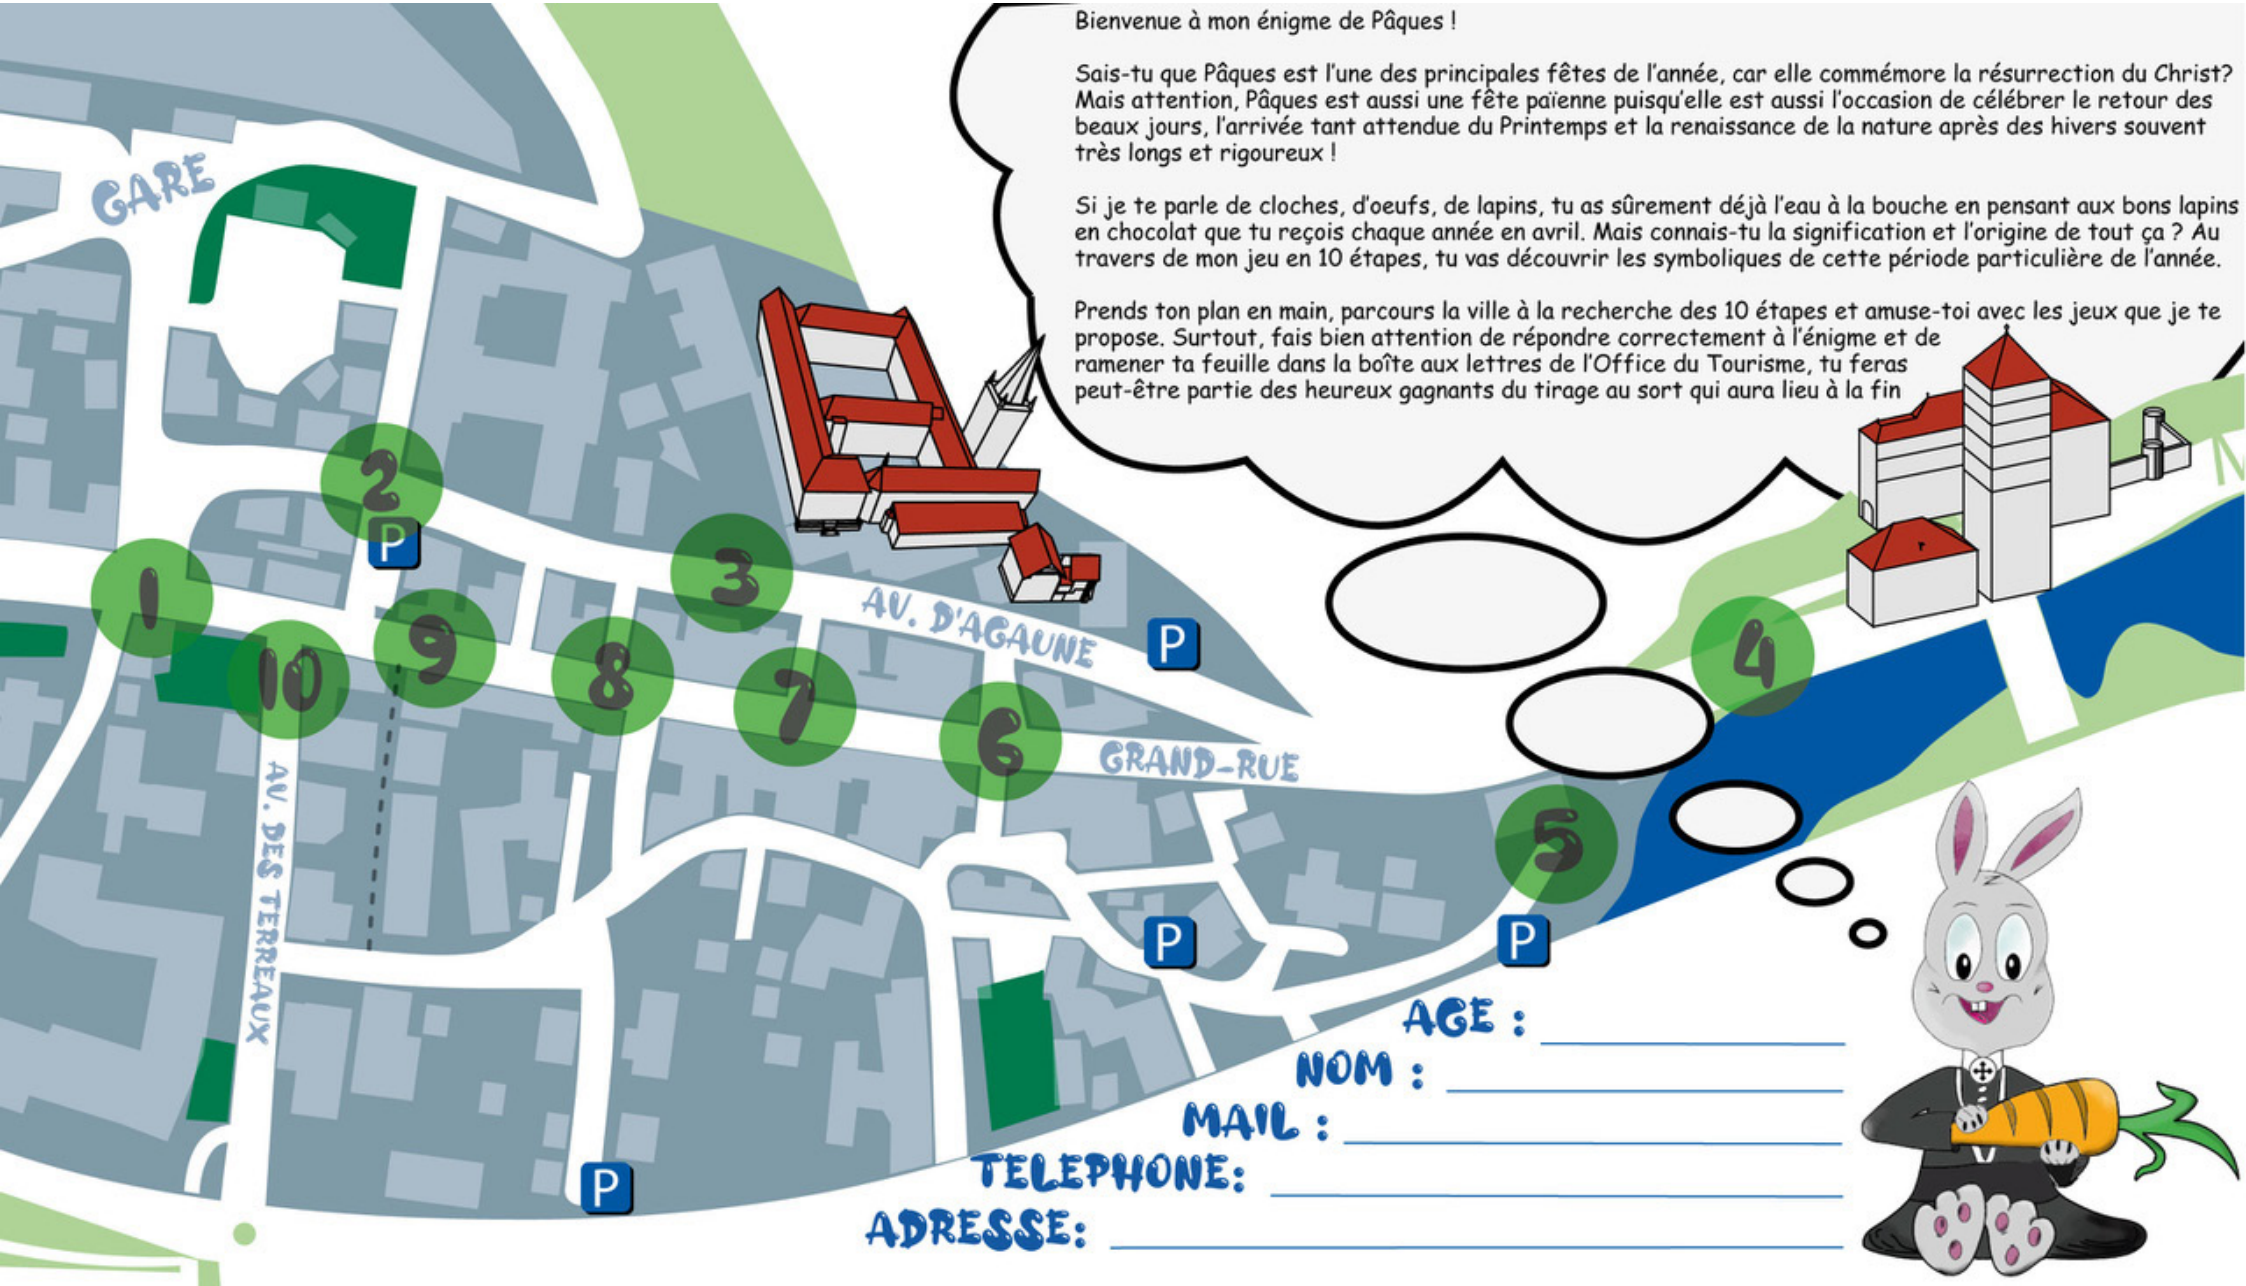 Bienvenue à mon énigme de Pâques !
Sais-tu que Pâques est l'une des principales fêtes de l'année, car elle commémore la résurrection du Christ?
Mais attention, Pâques est aussi une fête païenne puisqu'elle est aussi l'occasion de célébrer le retour des
beaux jours, l'arrivée tant attendue du Printemps et la renaissance de la nature après des hivers souvent
très longs et rigoureux !
Si je te parle de cloches, d'oeufs, de lapins, tu as sûrement déjà l'eau à la bouche en pensant aux bons lapins
en chocolat que tu reçois chaque année en avril. Mais connais-tu la signification et l'origine de tout ça ? Au
travers de mon jeu en 10 étapes, tu vas découvrir les symboliques de cette période particulière de l'année.
Prends ton plan en main, parcours la ville à la recherche des 10 étapes et amuse-toi avec les jeux que je te
propose. Surtout, fais bien attention de répondre correctement à l'énigme et de
ramener ta feuille dans la boîte aux lettres de l'Office du Tourisme, tu feras
peut-être partie des heureux gagnants du tirage au sort qui aura lieu à la fin
GARE
2
P
1
10
9
8
3
7
6
AV. D'AGAUNE
P
4
GRAND-RUE
5
AV. DES TERREAUX
P
P
P
AGE :
NOM :
MAIL :
TELEPHONE:
ADRESSE: